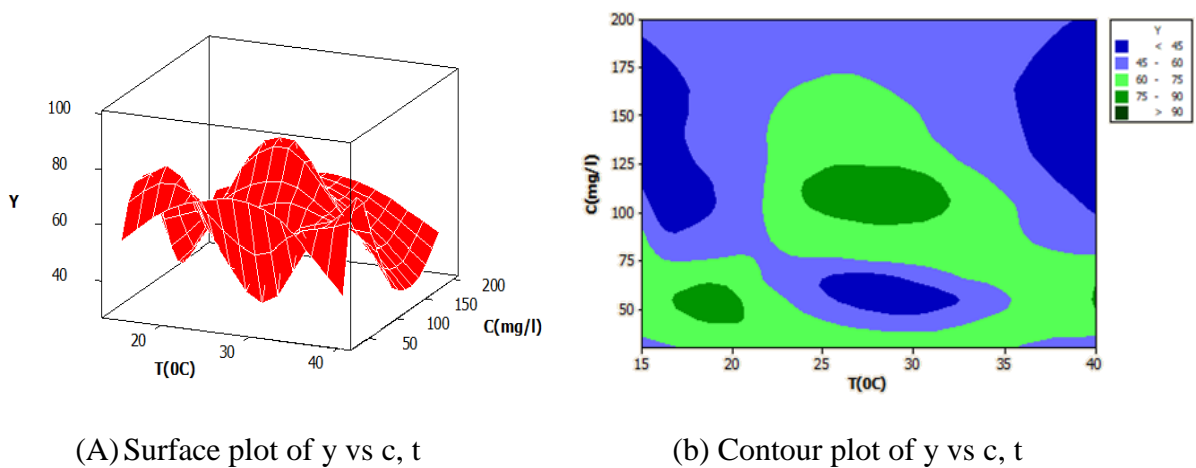 100
80
60
40
Y
20
30
40
T(0C)
50
100
150
200
C(mg/l)
200
175
150
125
100
75
50
C(mg/l)
15
20
25
30
35
40
T(0C)
Y
< 45
45 - 60
60 - 75
75 - 90
> 90
(A) Surface plot of y vs c, t
(b) Contour plot of y vs c, t